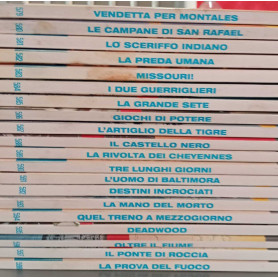 VENDETTA PER MONTALES
LE CAMPANE DI SAN RAFAEL
LO SCERIFFO INDIANO
LA PREDA UMANA
MISSOURI!
I DUE GUERRIGLIERI
LA GRANDE SETE
GIOCHI DI POTERE
L'ARTIGLIO DELLA TIGRE
IL CASTELLO NERO
LA RIVOLTA DEI CHEYENNES
TRE LUNGHI GIORNI
L'UOMO DI BALTIMORA
DESTINI INCROCIATI
LA MANO DEL MORTO
QUEL TRENO A MEZZOGIORNO
DEADWOOD
OLTRE IL FIUME
IL PONTE DI ROCCIA
LA PROVA DEL FUOCO